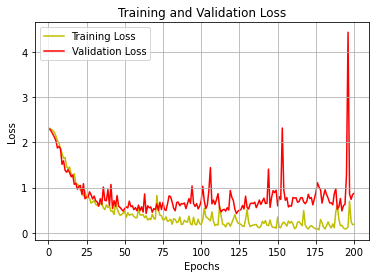 Training and Validation Loss
Training Loss
Validation Loss
Loss
4
3
2
1
0
0 25 50 75 100 125 150 175 200
Epochs